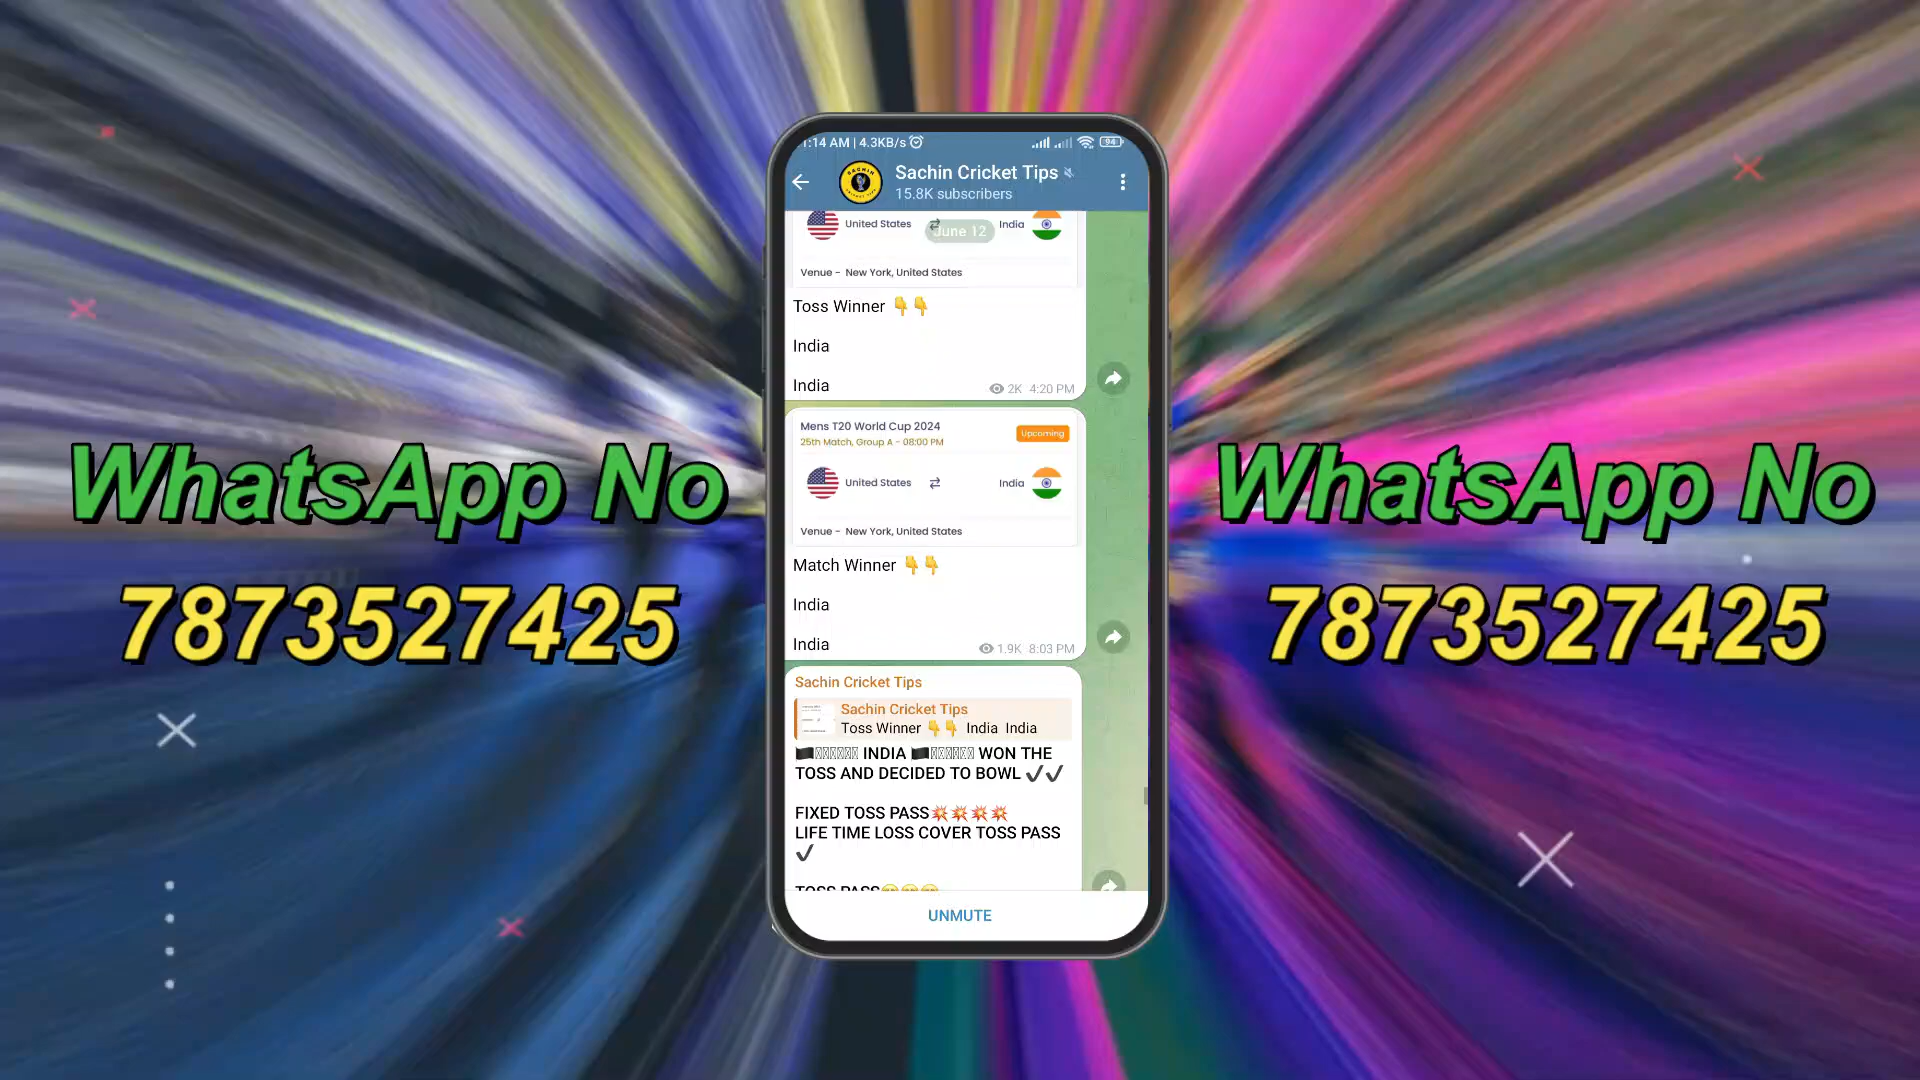 WhatsApp No
7873527425
:14 AM | 4.3KB/s
94
Sachin Cricket Tips
15.8K subscribers
United States
India
June 12
Venue - New York, United States
Toss Winner 👇👇
India
India
2K 4:20 PM
Mens T20 World Cup 2024
25th Match, Group A - 08:00 PM
Upcoming
United States
India
Venue - New York, United States
Match Winner 👇👇
India
India
1.9K 8:03 PM
Sachin Cricket Tips
Sachin Cricket Tips
Toss Winner 👇👇 India India
🏴 INDIA 🏴 WON THE
TOSS AND DECIDED TO BOWL ✔✔
FIXED TOSS PASS💥💥💥💥
LIFE TIME LOSS COVER TOSS PASS
✔
TOSS PASS
UNMUTE
WhatsApp No
7873527425